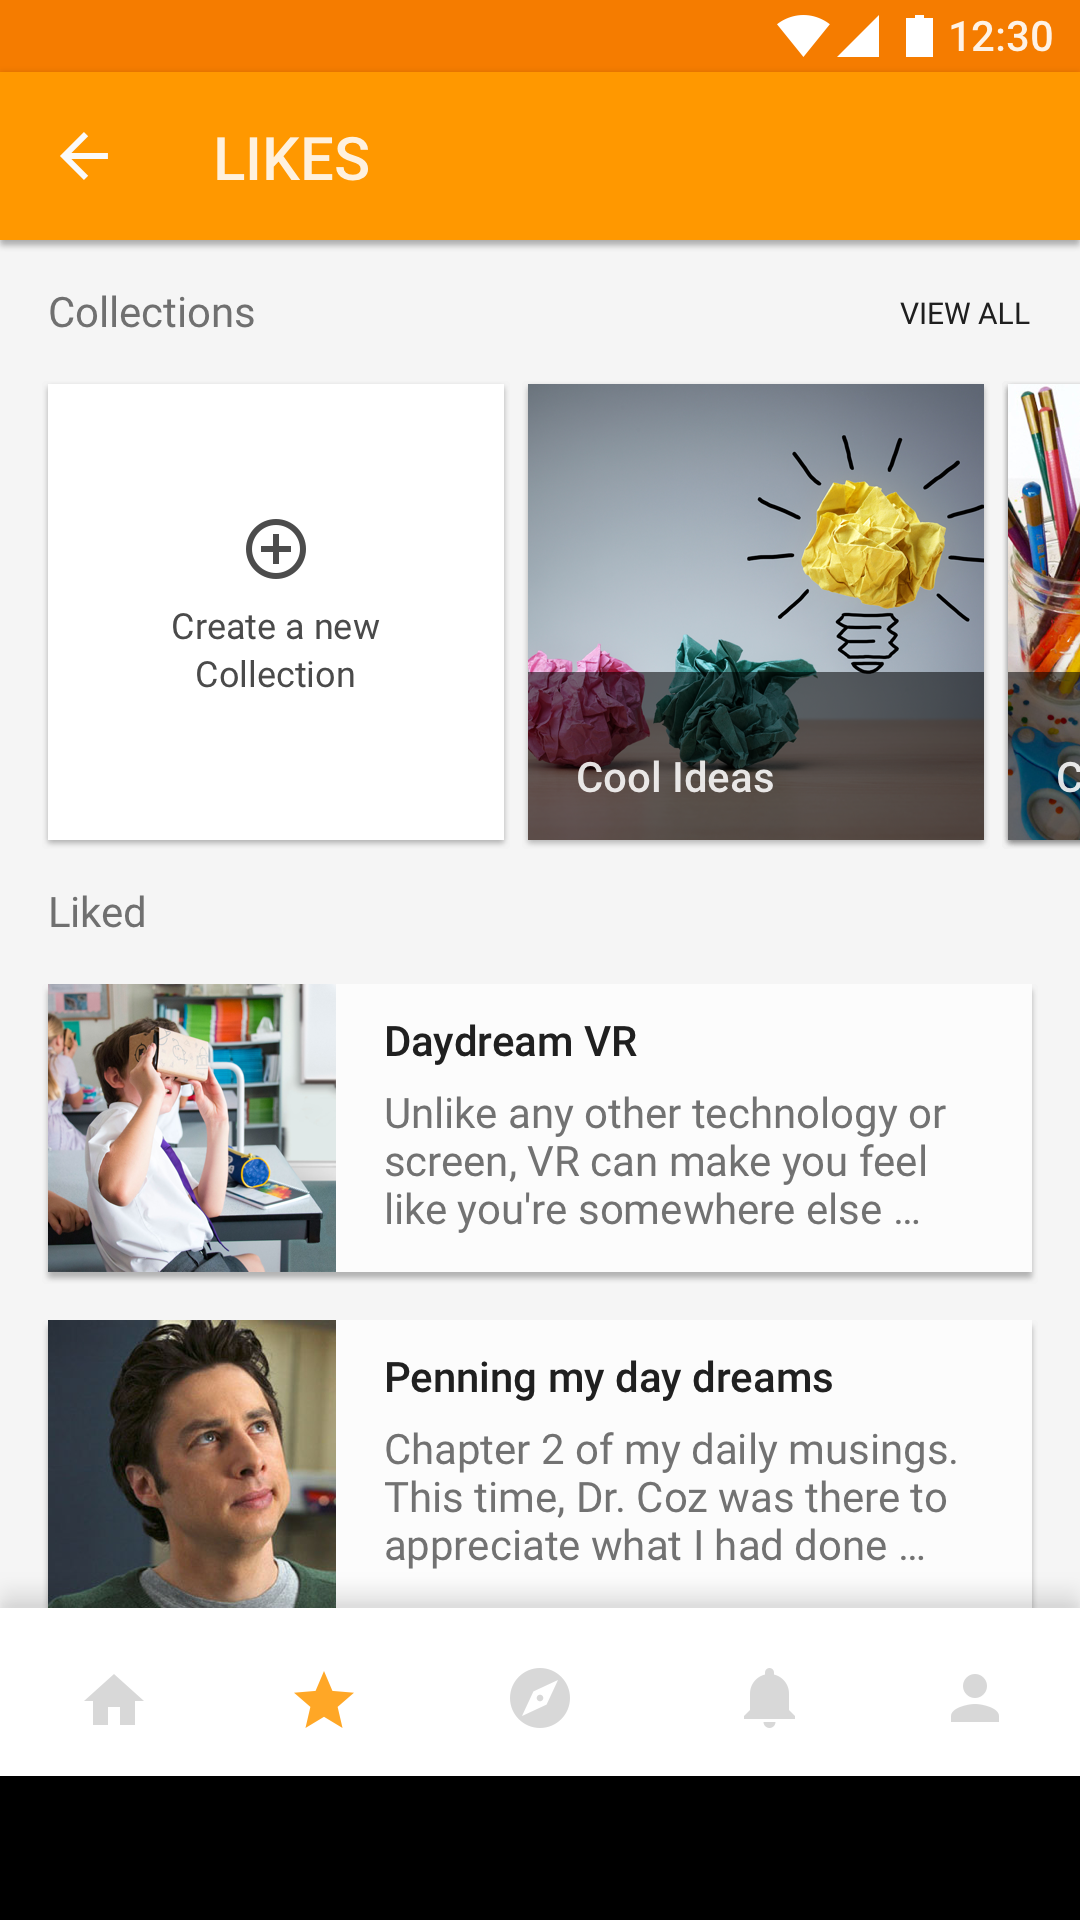 12:30
LIKES
Collections
VIEW ALL
Create a new
Collection
Cool Ideas
C
Liked
Daydream VR
Unlike any other technology or
screen, VR can make you feel
like you're somewhere else ...
Penning my day dreams
Chapter 2 of my daily musings.
This time, Dr. Coz was there to
appreciate what I had done ...